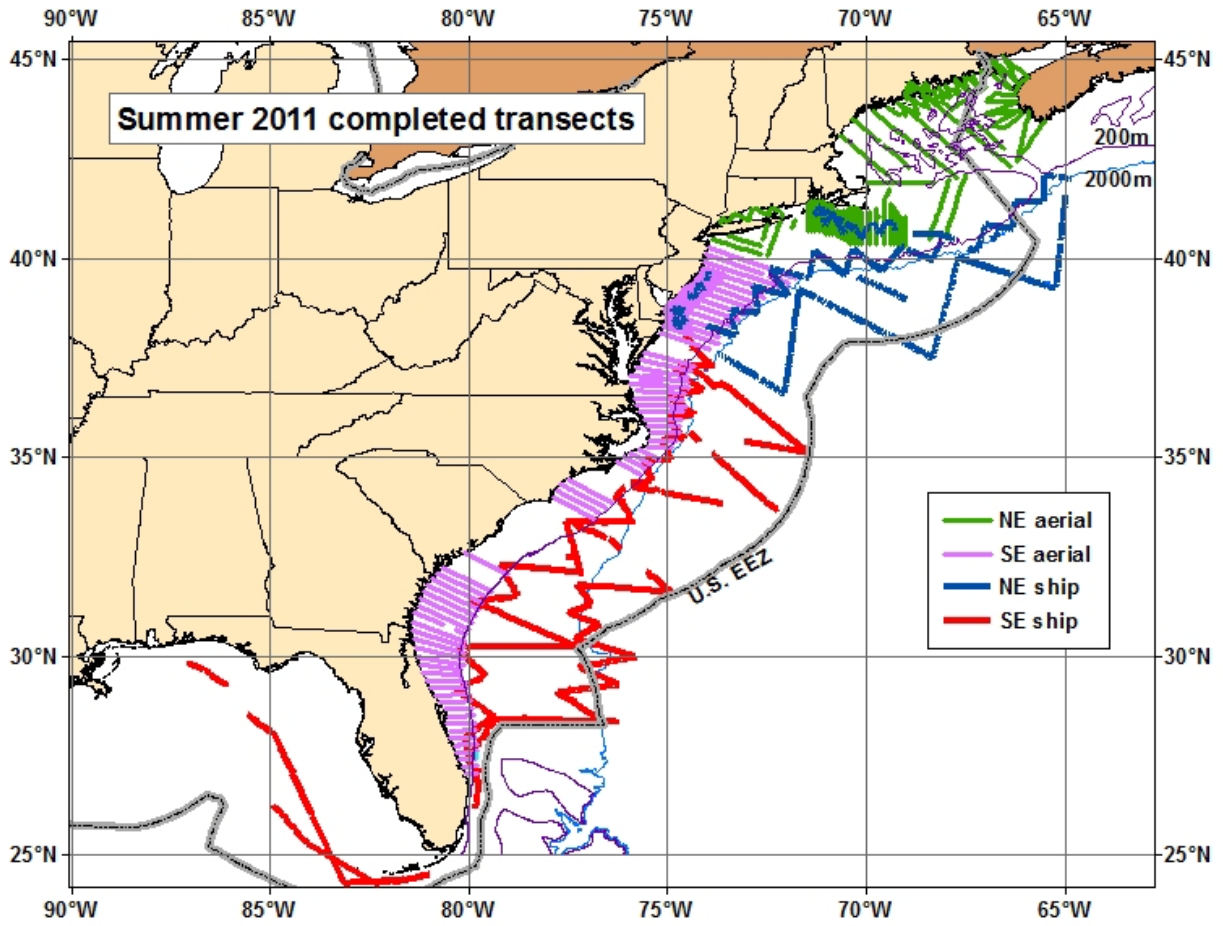 90°W 85°W 80°W 75°W 70°W 65°W
45°N 45°N
Summer 2011 completed transects
200m
2000m
40°N 40°N
35°N 35°N
NE aerial
SE aerial
U.S. EEZ
NE ship
SE ship
30°N 30°N
25°N 25°N
90°W 85°W 80°W 75°W 70°W 65°W